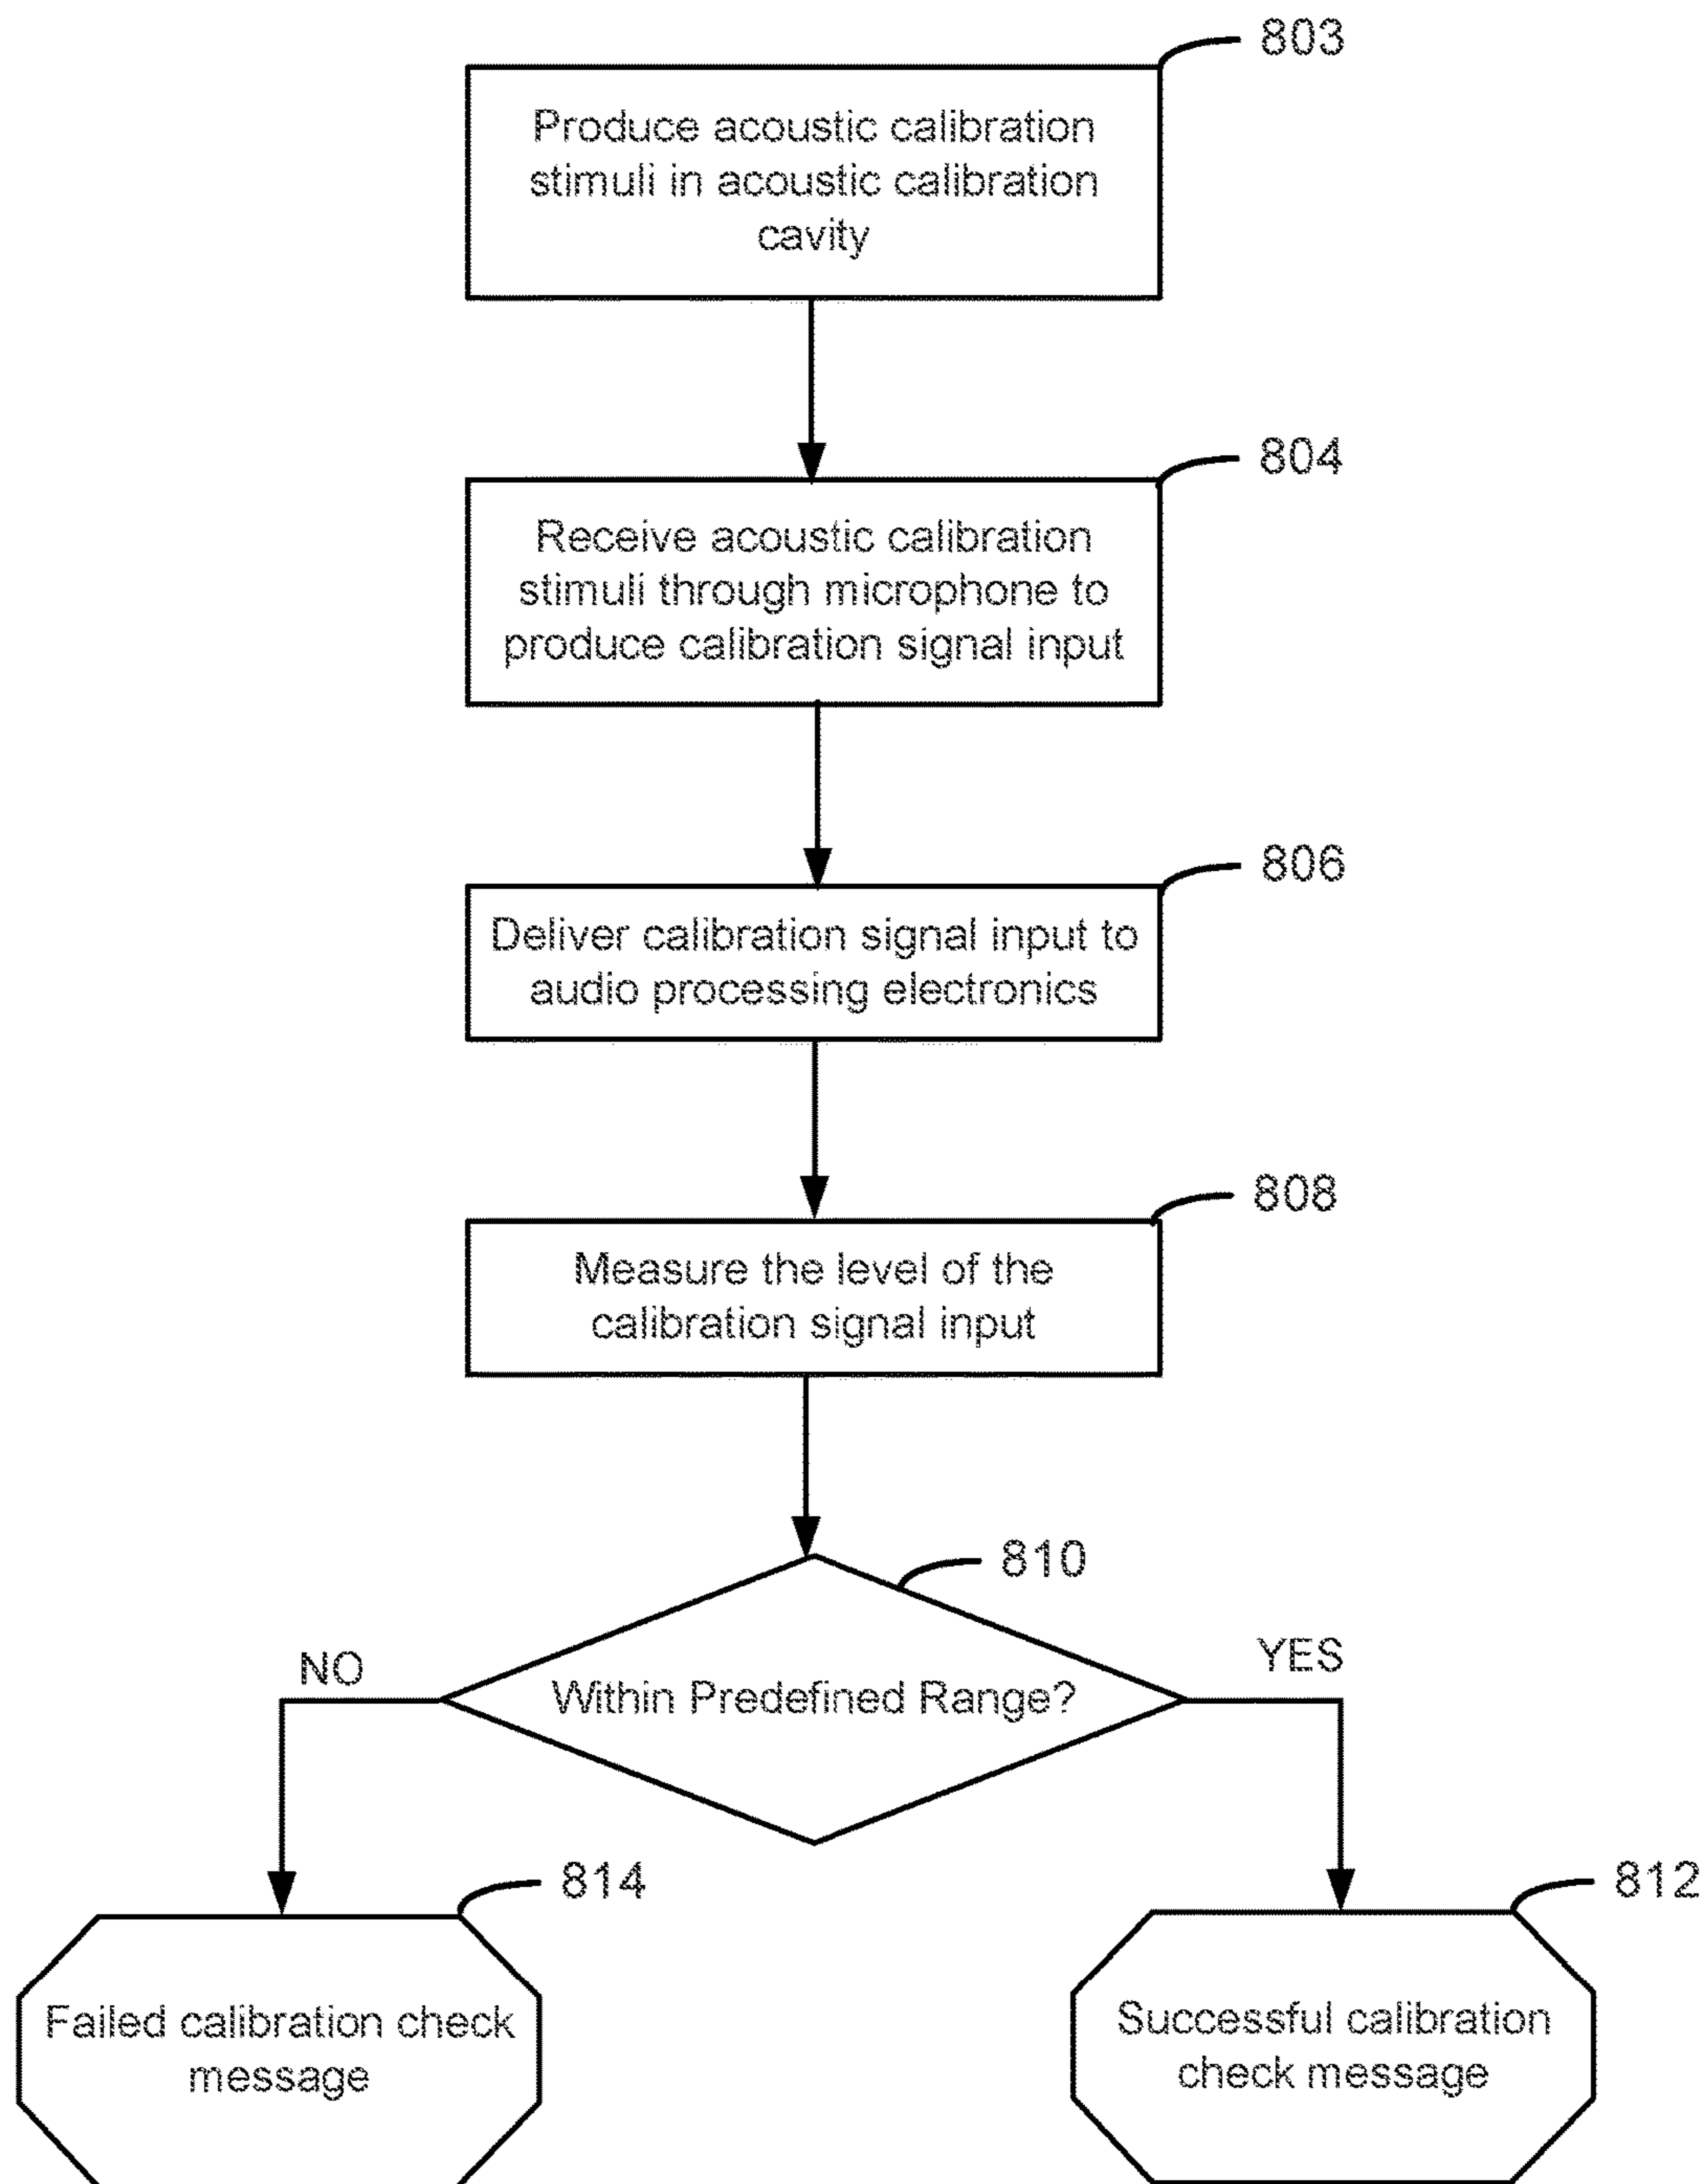 803
Produce acoustic calibration
stimuli in acoustic calibration
cavity
804
Receive acoustic calibration
stimuli through microphone to
produce calibration signal input
806
Deliver calibration signal input to
audio processing electronics
808
Measure the level of the
calibration signal input
810
NO
YES
Within Predefined Range?
814
812
Failed calibration check
message
Successful calibration
check message